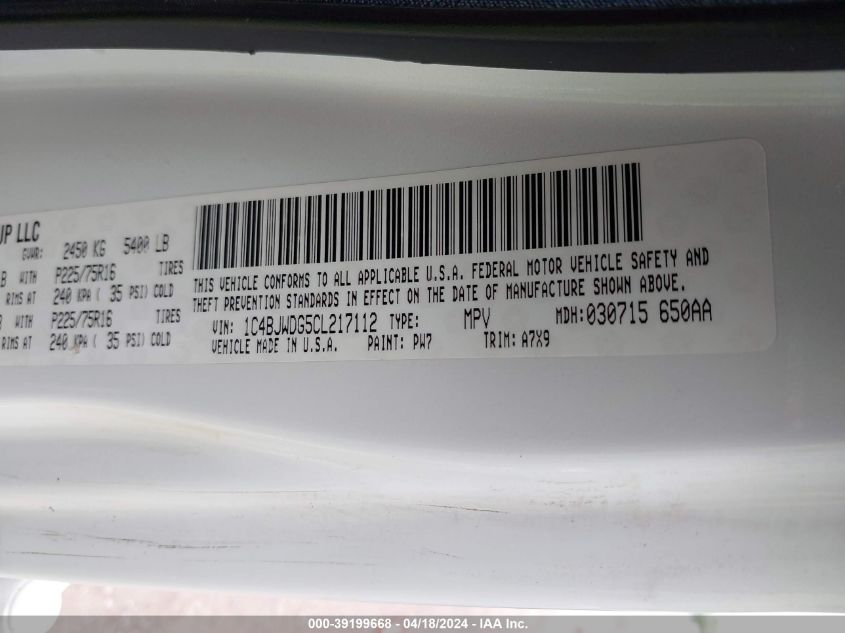 UP LLC
GVWR: 2450 KG 5400 LB
B WITH P225/75R16 TIRES
RIMS AT 240 KPA ( 35 PSI) COLD
WITH P225/75R16 TIRES
RIMS AT 240 KPA ( 35 PSI) COLD
THIS VEHICLE CONFORMS TO ALL APPLICABLE U.S.A. FEDERAL MOTOR VEHICLE SAFETY AND
THEFT PREVENTION STANDARDS IN EFFECT ON THE DATE OF MANUFACTURE SHOWN ABOVE.
VIN: 1C4BJWDG5CL217112 TYPE: MPV MDH:030715 650AA
VEHICLE MADE IN U.S.A. PAINT: PW7 TRIM: A7X9
000-39199668 - 04/18/2024 - IAA Inc.